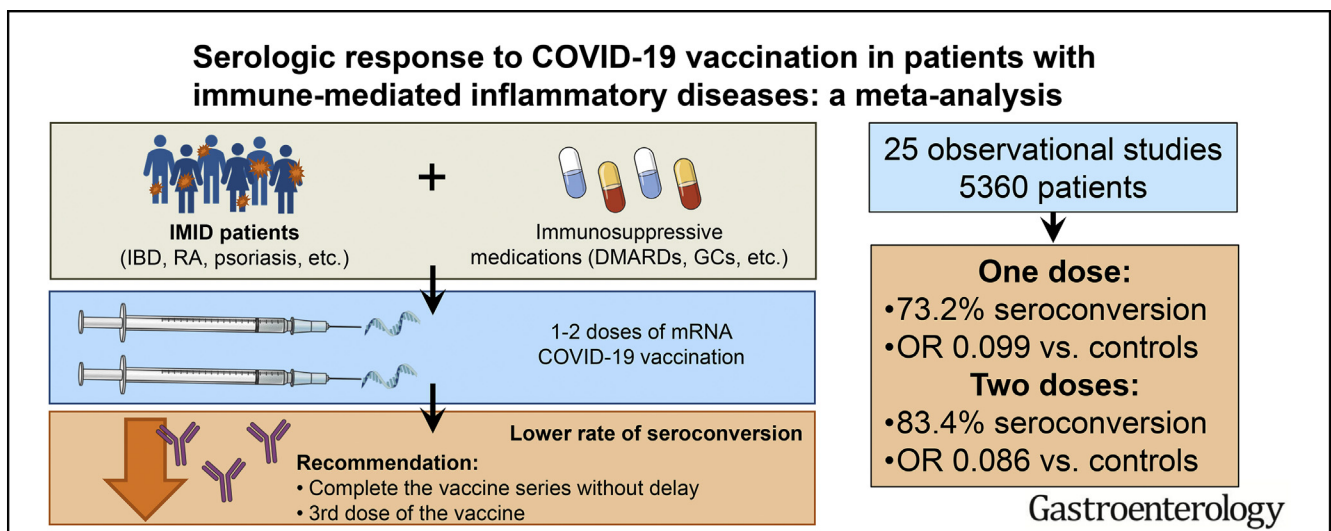 Serologic response to COVID-19 vaccination in patients with
immune-mediated inflammatory diseases: a meta-analysis
+
IMID patients
(IBD, RA, psoriasis, etc.)
Immunosuppressive
medications (DMARDs, GCs, etc.)
1-2 doses of mRNA
COVID-19 vaccination
Lower rate of seroconversion
Recommendation:
• Complete the vaccine series without delay
• 3rd dose of the vaccine
25 observational studies
5360 patients
One dose:
•73.2% seroconversion
•OR 0.099 vs. controls
Two doses:
•83.4% seroconversion
•OR 0.086 vs. controls
Gastroenterology